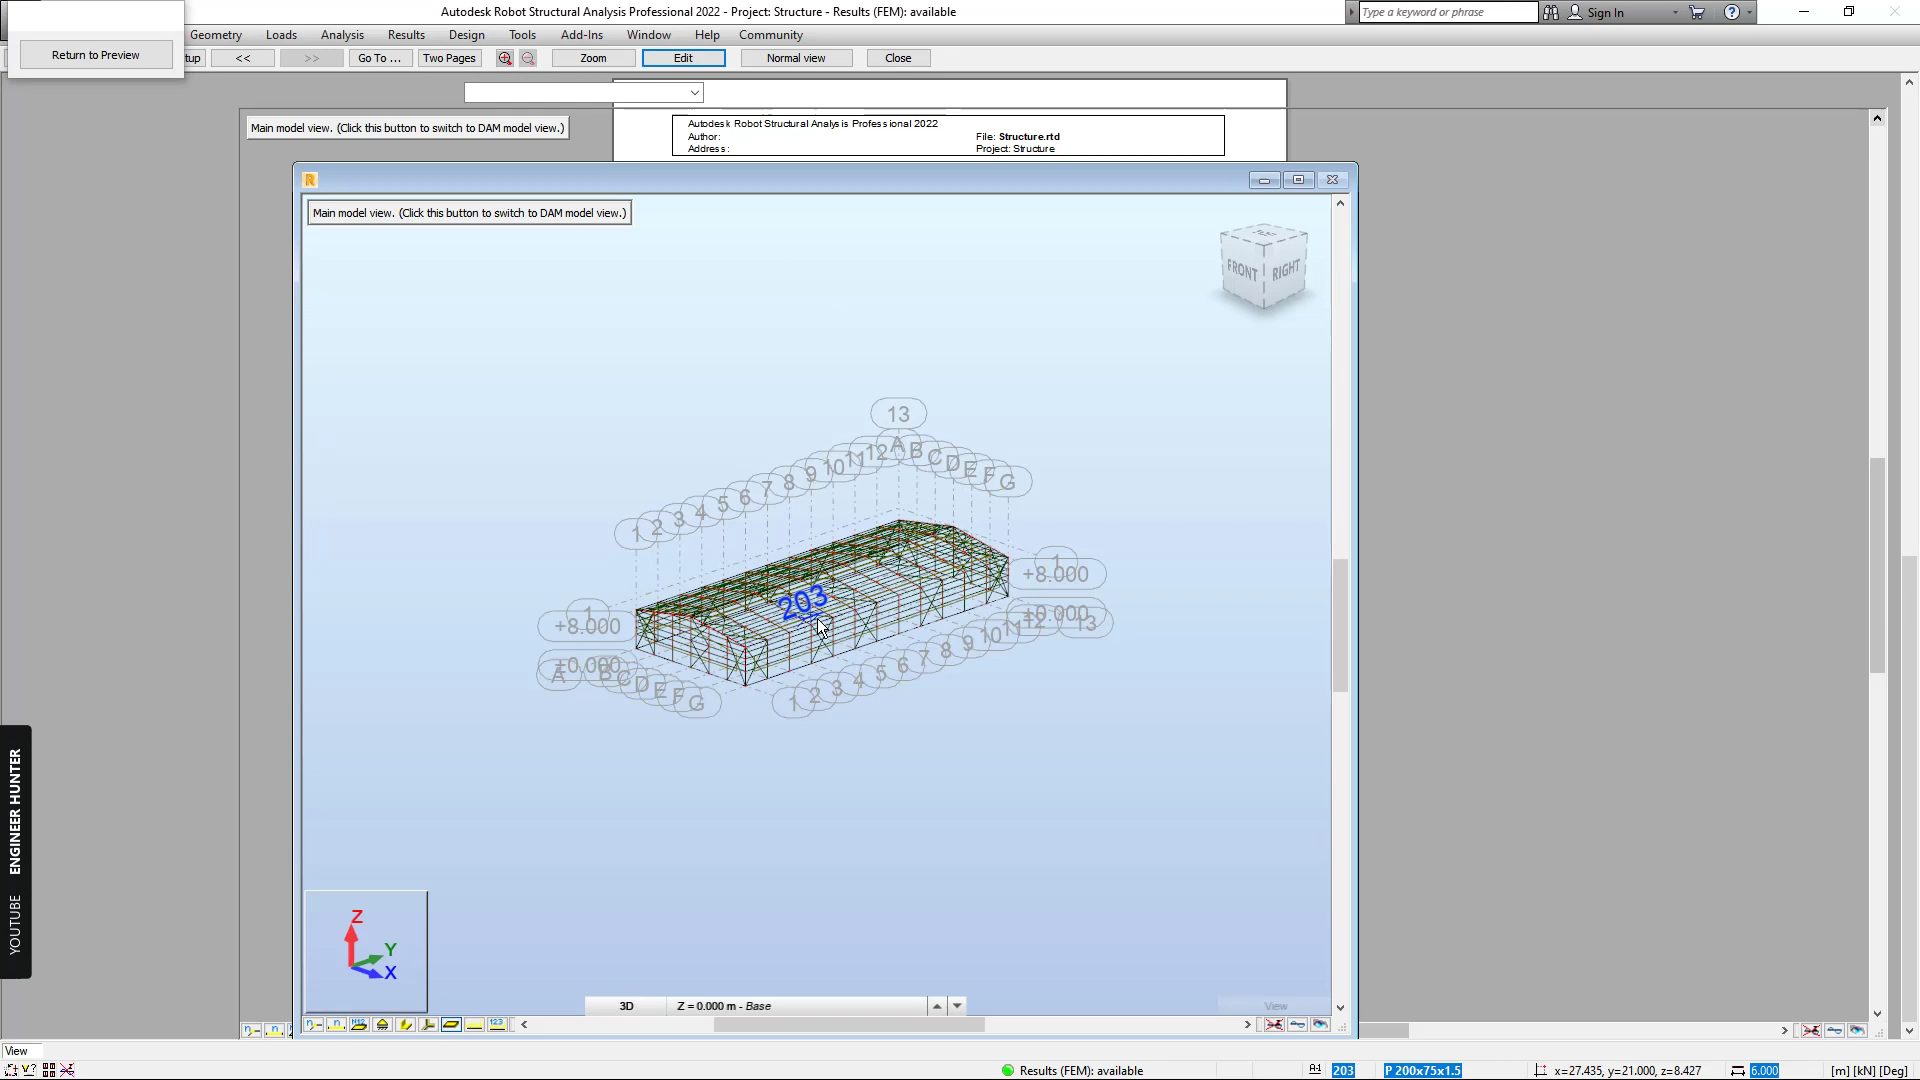 Autodesk Robot Structural Analysis Professional 2022 - Project: Structure - Results (FEM): available
Type a keyword or phrase
Sign In
Geometry Loads Analysis Results Design Tools Add-Ins Window Help Community
Return to Preview
tup << >> Go To ... Two Pages Zoom Edit Normal view Close
Main model view. (Click this button to switch to DAM model view.)
Autodesk Robot Structural Analysis Professional 2022
Author:
File: Structure.rtd
Address:
Project: Structure
Main model view. (Click this button to switch to DAM model view.)
FRONT RIGHT
13
1 2 3 4 5 6 7 8 9 10 11 12 A B C D E F G
203
1
+8.000
±0.000
1
+8.000
±0.000
A B C D E F G
1 2 3 4 5 6 7 8 9 10 11 12 13
Z
Y
X
3D Z = 0.000 m - Base
View
View
Results (FEM): available
203
P 200x75x1.5
x=27.435, y=21.000, z=8.427
6.000
[m] [kN] [Deg]
YOUTUBE ENGINEER HUNTER